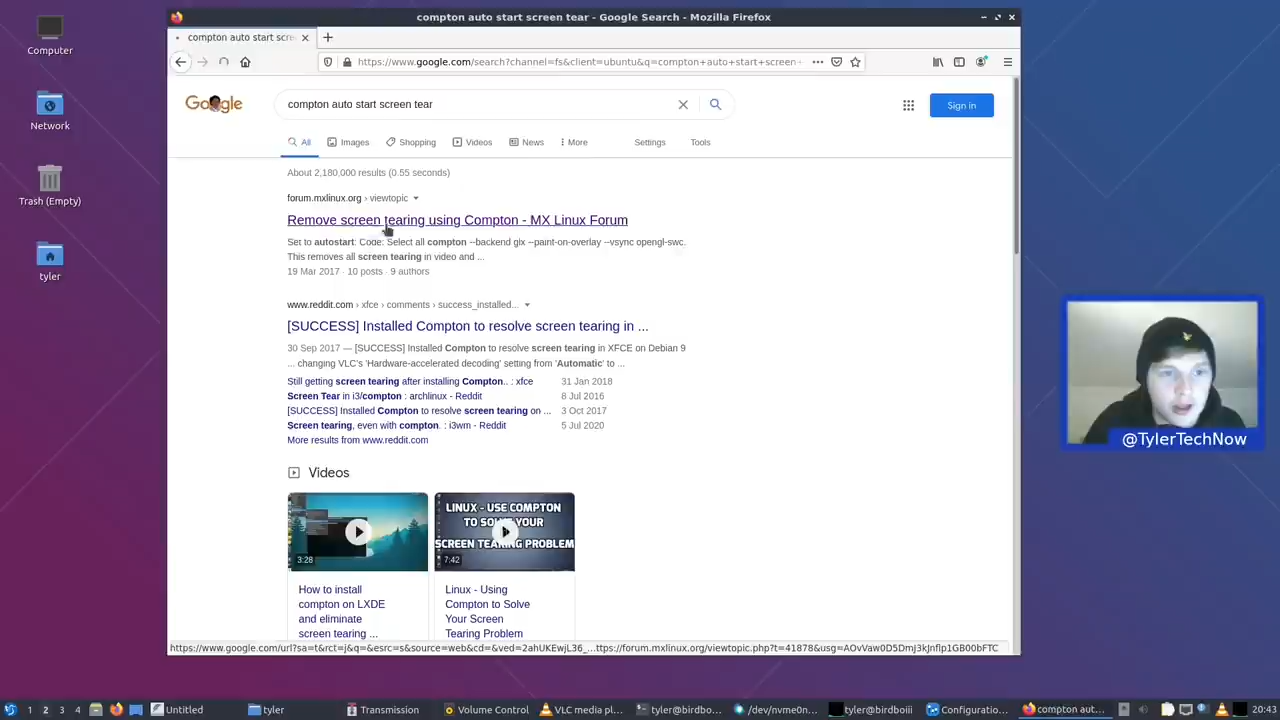 compton auto start screen tear - Google Search - Mozilla Firefox
Computer
Network
Trash (Empty)
tyler
compton auto start scre
https://www.google.com/search?channel=fs&client=ubuntu&q=compton+auto+start+screen+
Google
compton auto start screen tear
Sign in
All
Images
Shopping
Videos
News
More
Settings
Tools
About 2,180,000 results (0.55 seconds)
forum.mxlinux.org › viewtopic
Remove screen tearing using Compton - MX Linux Forum
Set to autostart: Code: Select all compton --backend glx --paint-on-overlay --vsync opengl-swc.
This removes all screen tearing in video and ...
19 Mar 2017 · 10 posts · 9 authors
www.reddit.com › xfce › comments › success_installed...
[SUCCESS] Installed Compton to resolve screen tearing in ...
30 Sep 2017 — [SUCCESS] Installed Compton to resolve screen tearing in XFCE on Debian 9
... changing VLC's 'Hardware-accelerated decoding' setting from 'Automatic' to ...
Still getting screen tearing after installing Compton.. : xfce 31 Jan 2018
Screen Tear in i3/compton : archlinux - Reddit 8 Jul 2016
[SUCCESS] Installed Compton to resolve screen tearing on ... 3 Oct 2017
Screen tearing, even with compton. : i3wm - Reddit 5 Jul 2020
More results from www.reddit.com
Videos
LINUX - USE COMPTON
TO SOLVE YOUR
SCREEN TEARING PROBLEM
3:28
7:42
How to install
compton on LXDE
and eliminate
screen tearing ...
Linux - Using
Compton to Solve
Your Screen
Tearing Problem
@TylerTechNow
1 2 3 4
Untitled
tyler
Transmission
Volume Control
VLC media pl...
tyler@birdbo...
/dev/nvme0n...
tyler@birdboiii
Configuratio...
compton aut...
20:43